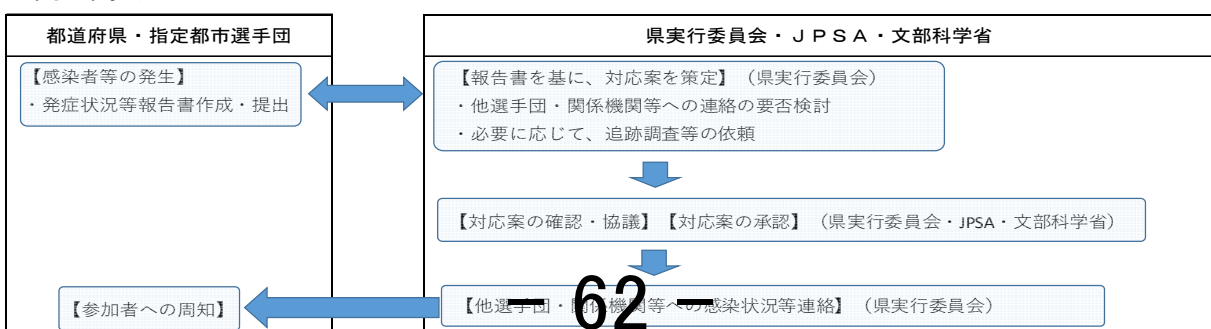 都道府県・指定都市選手団
県実行委員会・ＪＰＳＡ・文部科学省
【感染者等の発生】
・発症状況等報告書作成・提出
【報告書を基に、対応案を策定】（県実行委員会）
・他選手団・関係機関等への連絡の要否検討
・必要に応じて、追跡調査等の依頼
【対応案の確認・協議】【対応案の承認】（県実行委員会・JPSA・文部科学省）
【参加者への周知】
【他選手団・関係機関等への感染状況等連絡】（県実行委員会）
－ 62 －